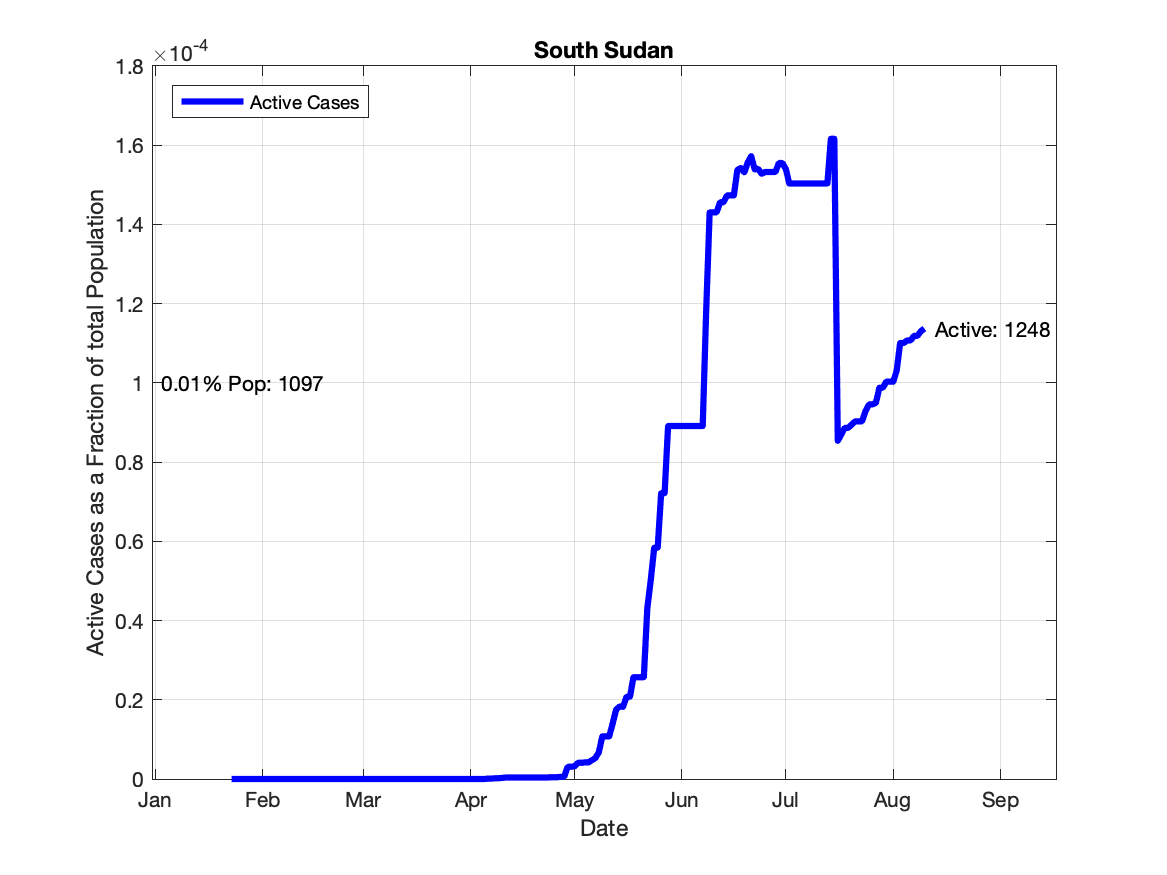 South Sudan
×10^-4
Active Cases
1.8
1.6
1.4
1.2
1
0.8
0.6
0.4
0.2
0
0.01% Pop: 1097
Active: 1248
Active Cases as a Fraction of total Population
Jan Feb Mar Apr May Jun Jul Aug Sep
Date